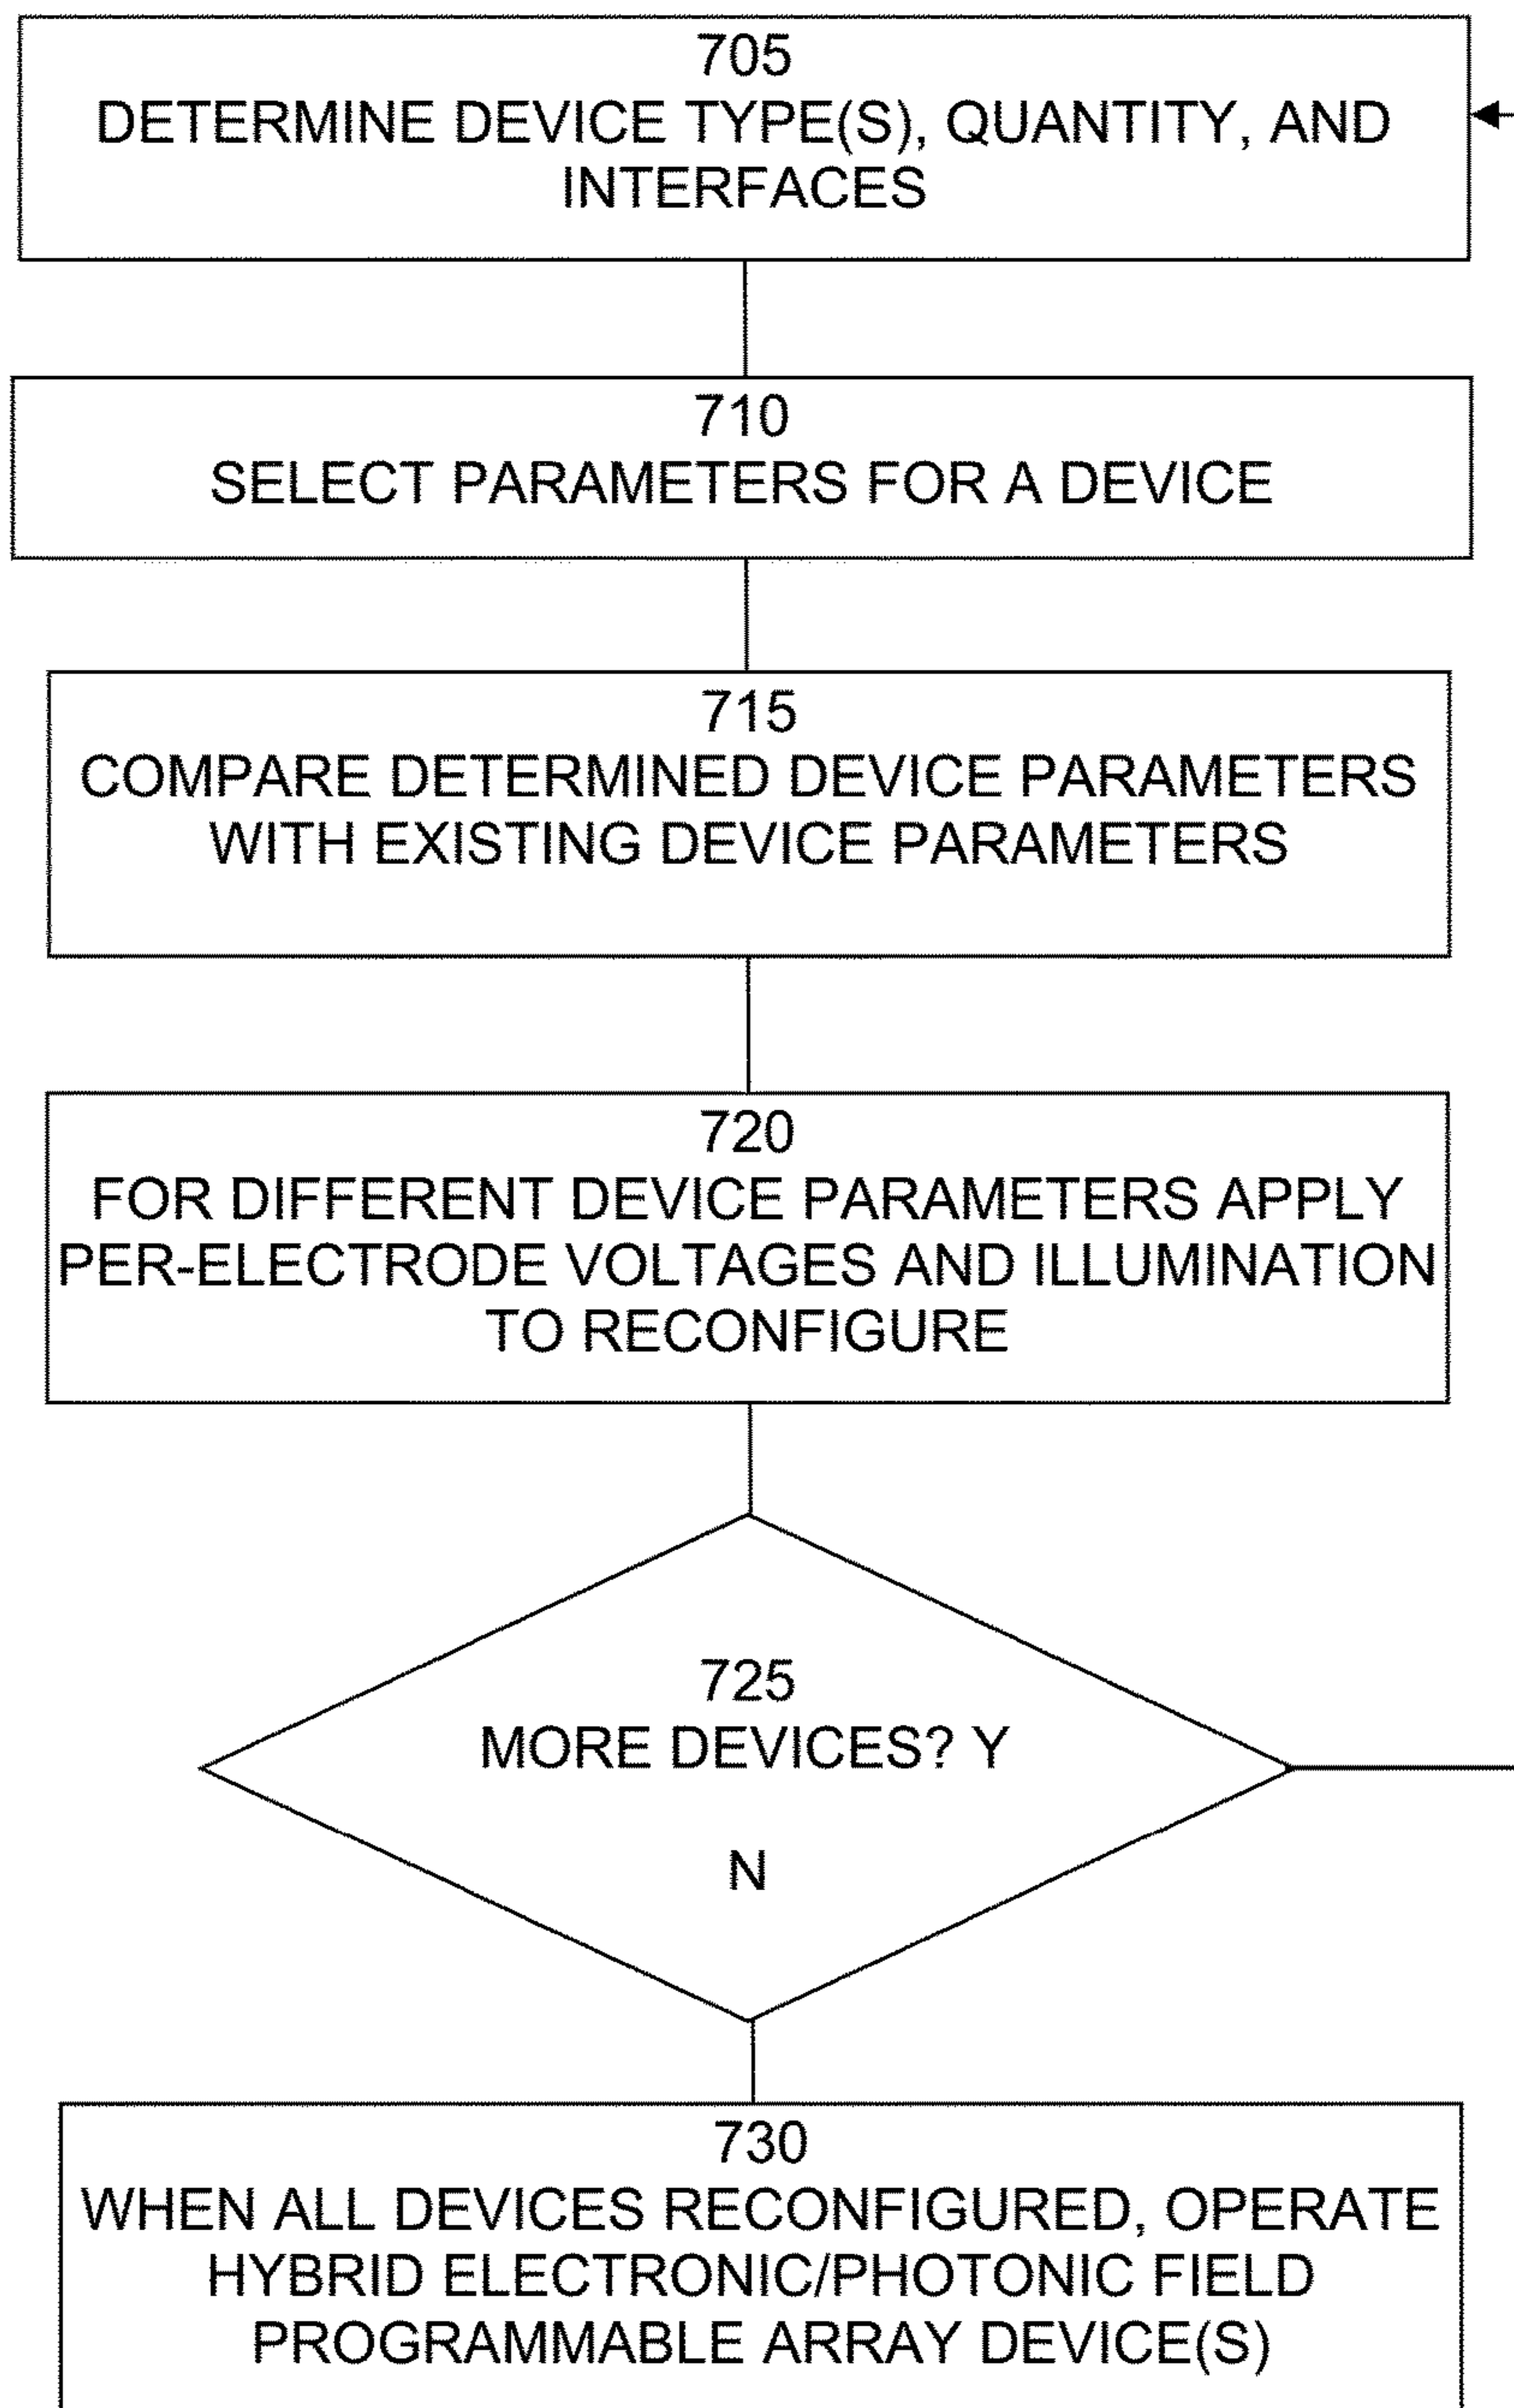 705
DETERMINE DEVICE TYPE(S), QUANTITY, AND
INTERFACES
710
SELECT PARAMETERS FOR A DEVICE
715
COMPARE DETERMINED DEVICE PARAMETERS
WITH EXISTING DEVICE PARAMETERS
720
FOR DIFFERENT DEVICE PARAMETERS APPLY
PER-ELECTRODE VOLTAGES AND ILLUMINATION
TO RECONFIGURE
725
MORE DEVICES? Y
N
730
WHEN ALL DEVICES RECONFIGURED, OPERATE
HYBRID ELECTRONIC/PHOTONIC FIELD
PROGRAMMABLE ARRAY DEVICE(S)